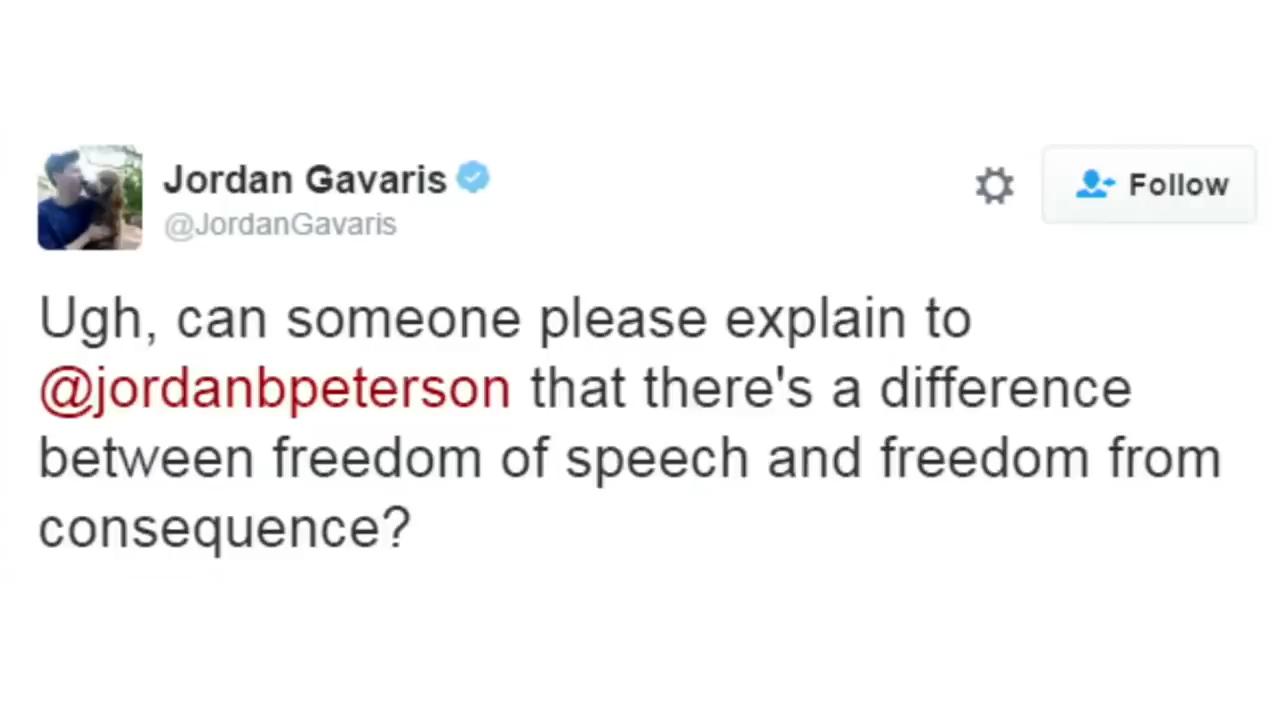 Jordan Gavaris
@JordanGavaris
Follow
Ugh, can someone please explain to
@jordanbpeterson that there's a difference
between freedom of speech and freedom from
consequence?